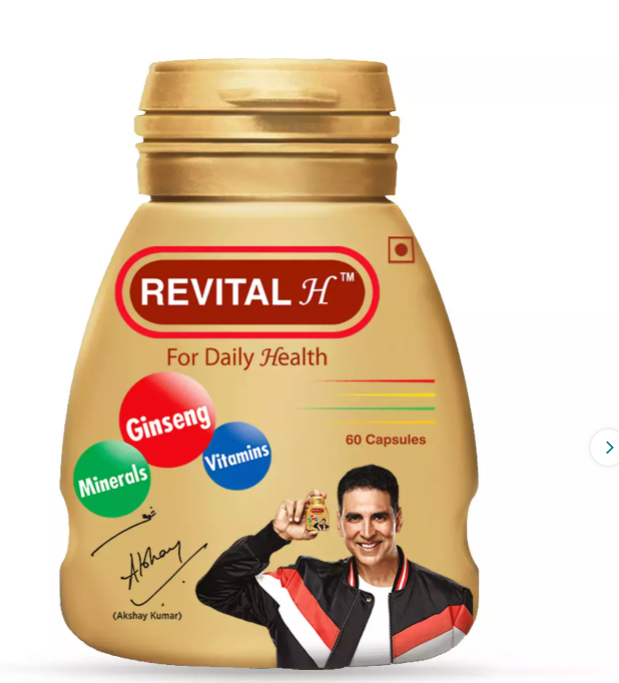 REVITAL H™
For Daily Health
Ginseng
Vitamins
Minerals
60 Capsules
Akshay
(Akshay Kumar)